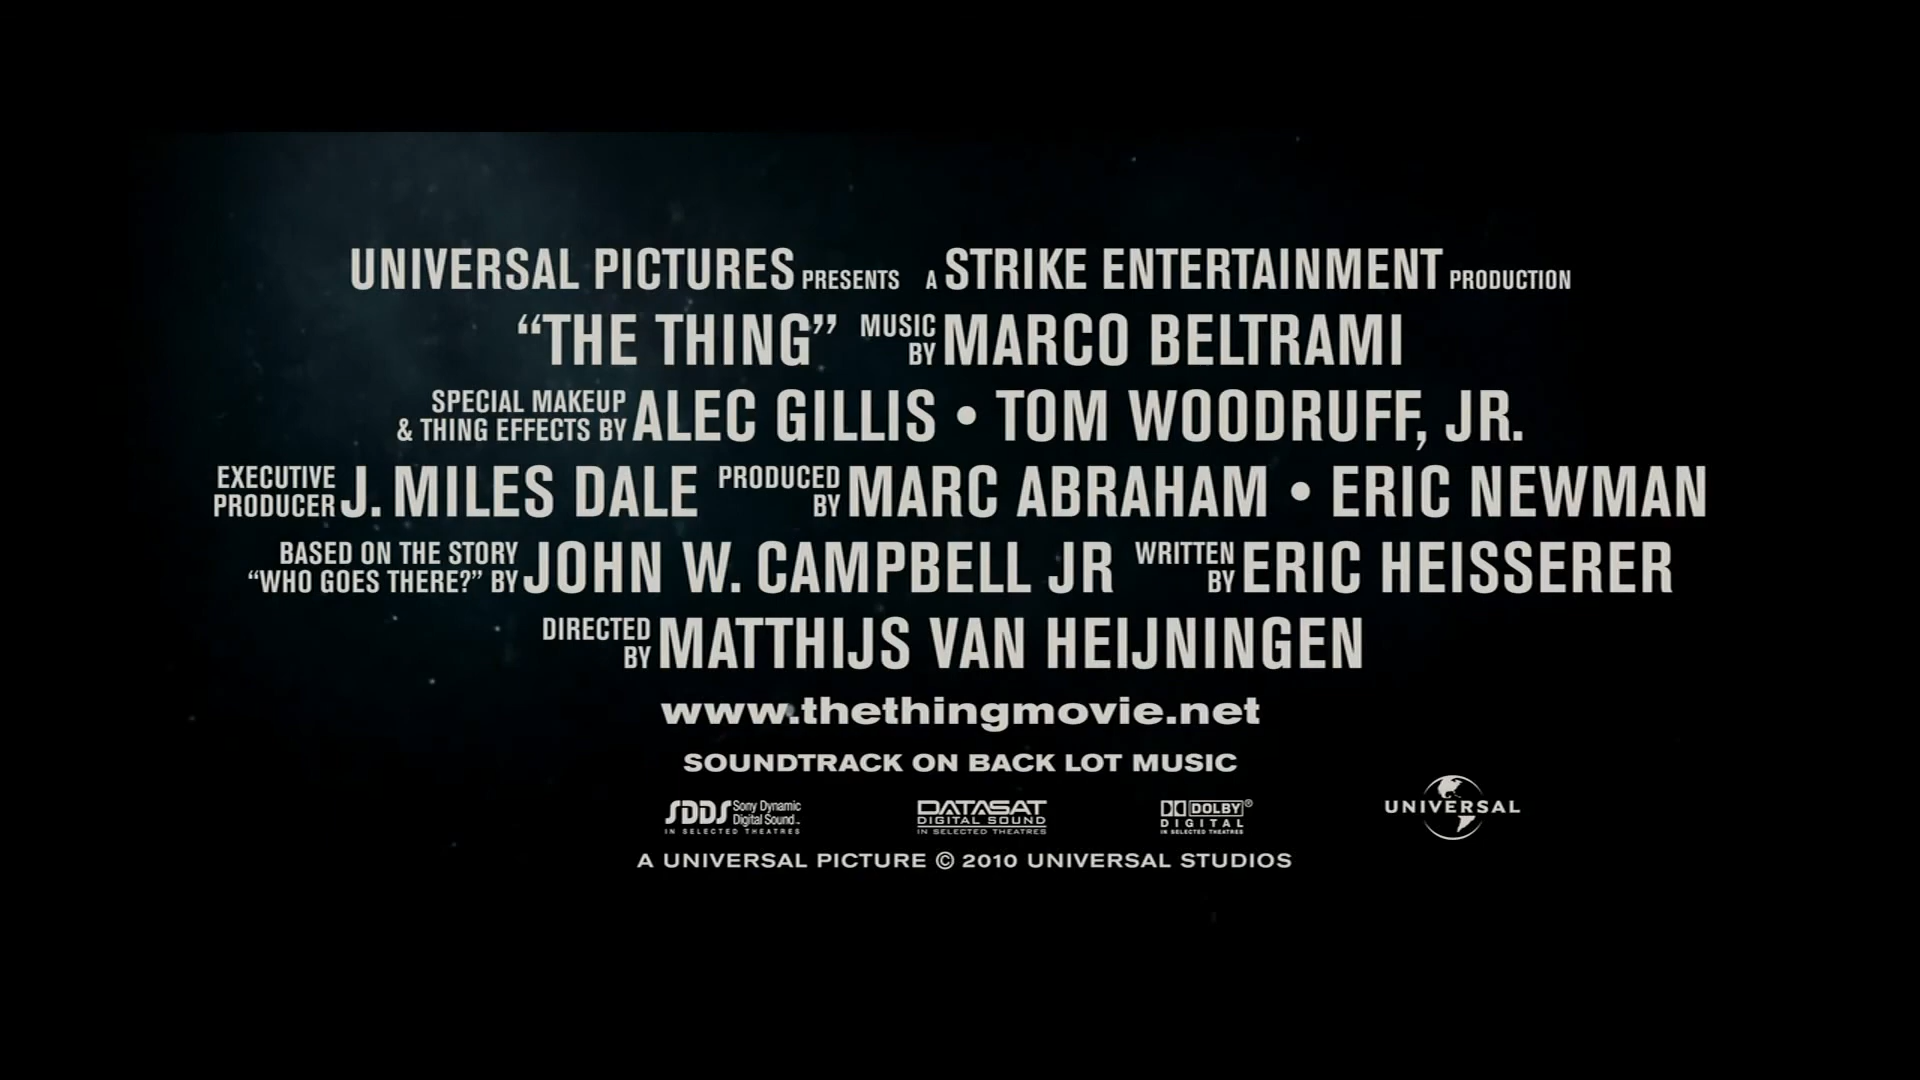 UNIVERSAL PICTURES PRESENTS A STRIKE ENTERTAINMENT PRODUCTION
“THE THING” MUSIC BY MARCO BELTRAMI
SPECIAL MAKEUP & THING EFFECTS BY ALEC GILLIS • TOM WOODRUFF, JR.
EXECUTIVE PRODUCER J. MILES DALE PRODUCED BY MARC ABRAHAM • ERIC NEWMAN
BASED ON THE STORY “WHO GOES THERE?” BY JOHN W. CAMPBELL JR WRITTEN BY ERIC HEISSERER
DIRECTED BY MATTHIJS VAN HEIJNINGEN
www.thethingmovie.net
SOUNDTRACK ON BACK LOT MUSIC
SDDS Sony Dynamic Digital Sound™ IN SELECTED THEATRES
DATASAT DIGITAL SOUND IN SELECTED THEATRES
DOLBY® DIGITAL IN SELECTED THEATRES
UNIVERSAL
A UNIVERSAL PICTURE © 2010 UNIVERSAL STUDIOS